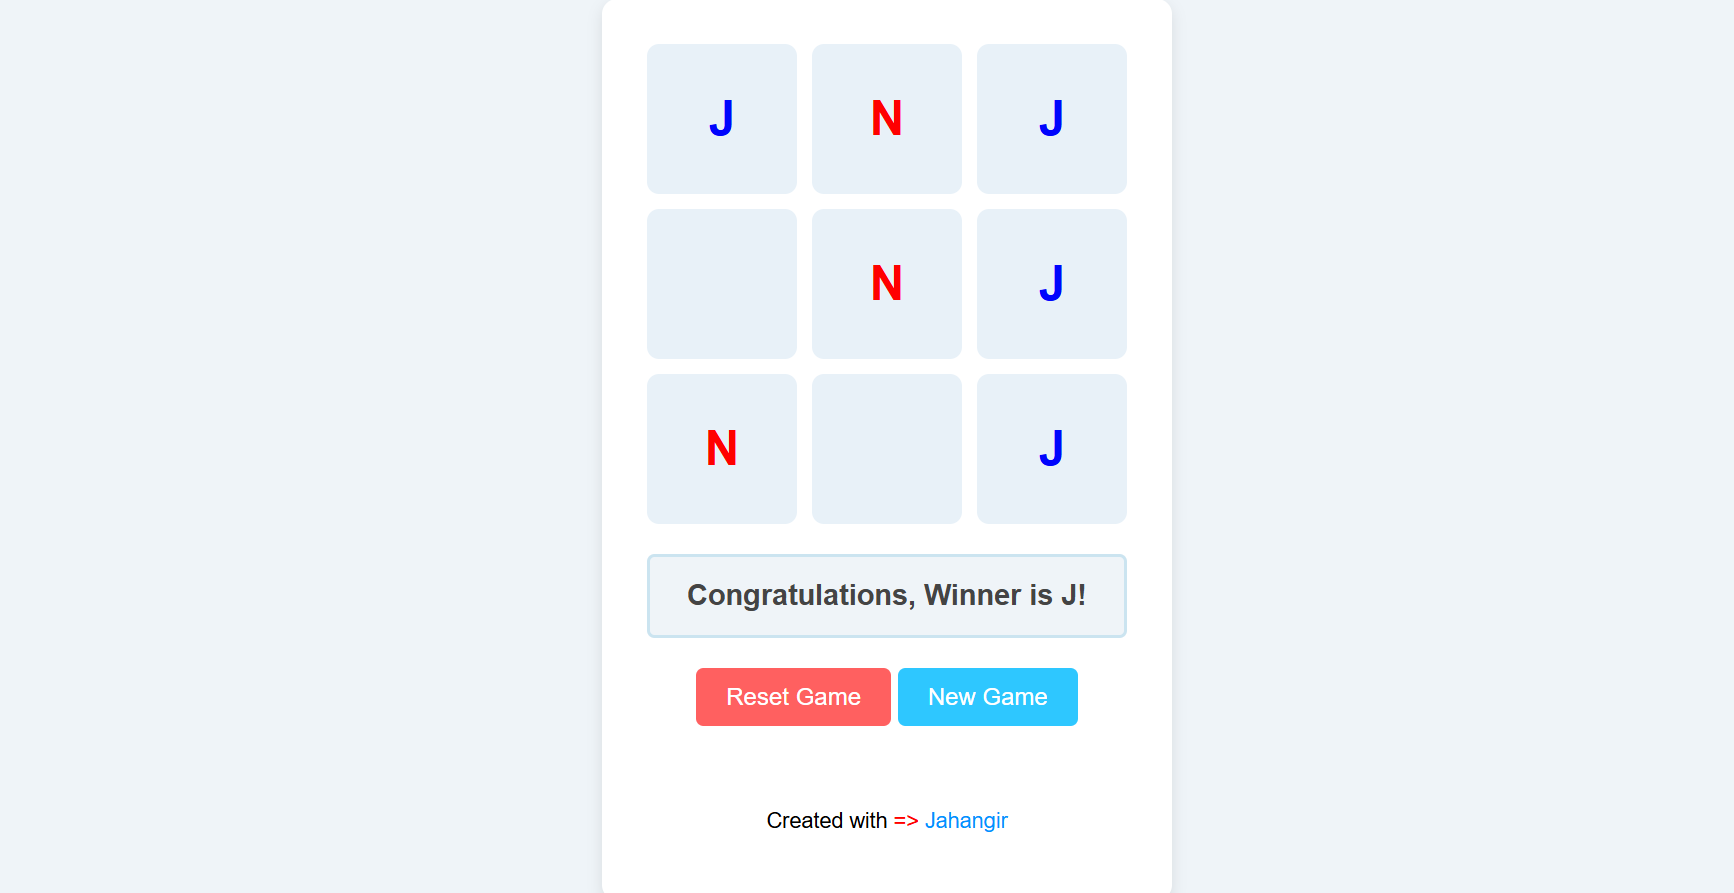 J N J
N J
N J
Congratulations, Winner is J!
Reset Game New Game
Created with => Jahangir